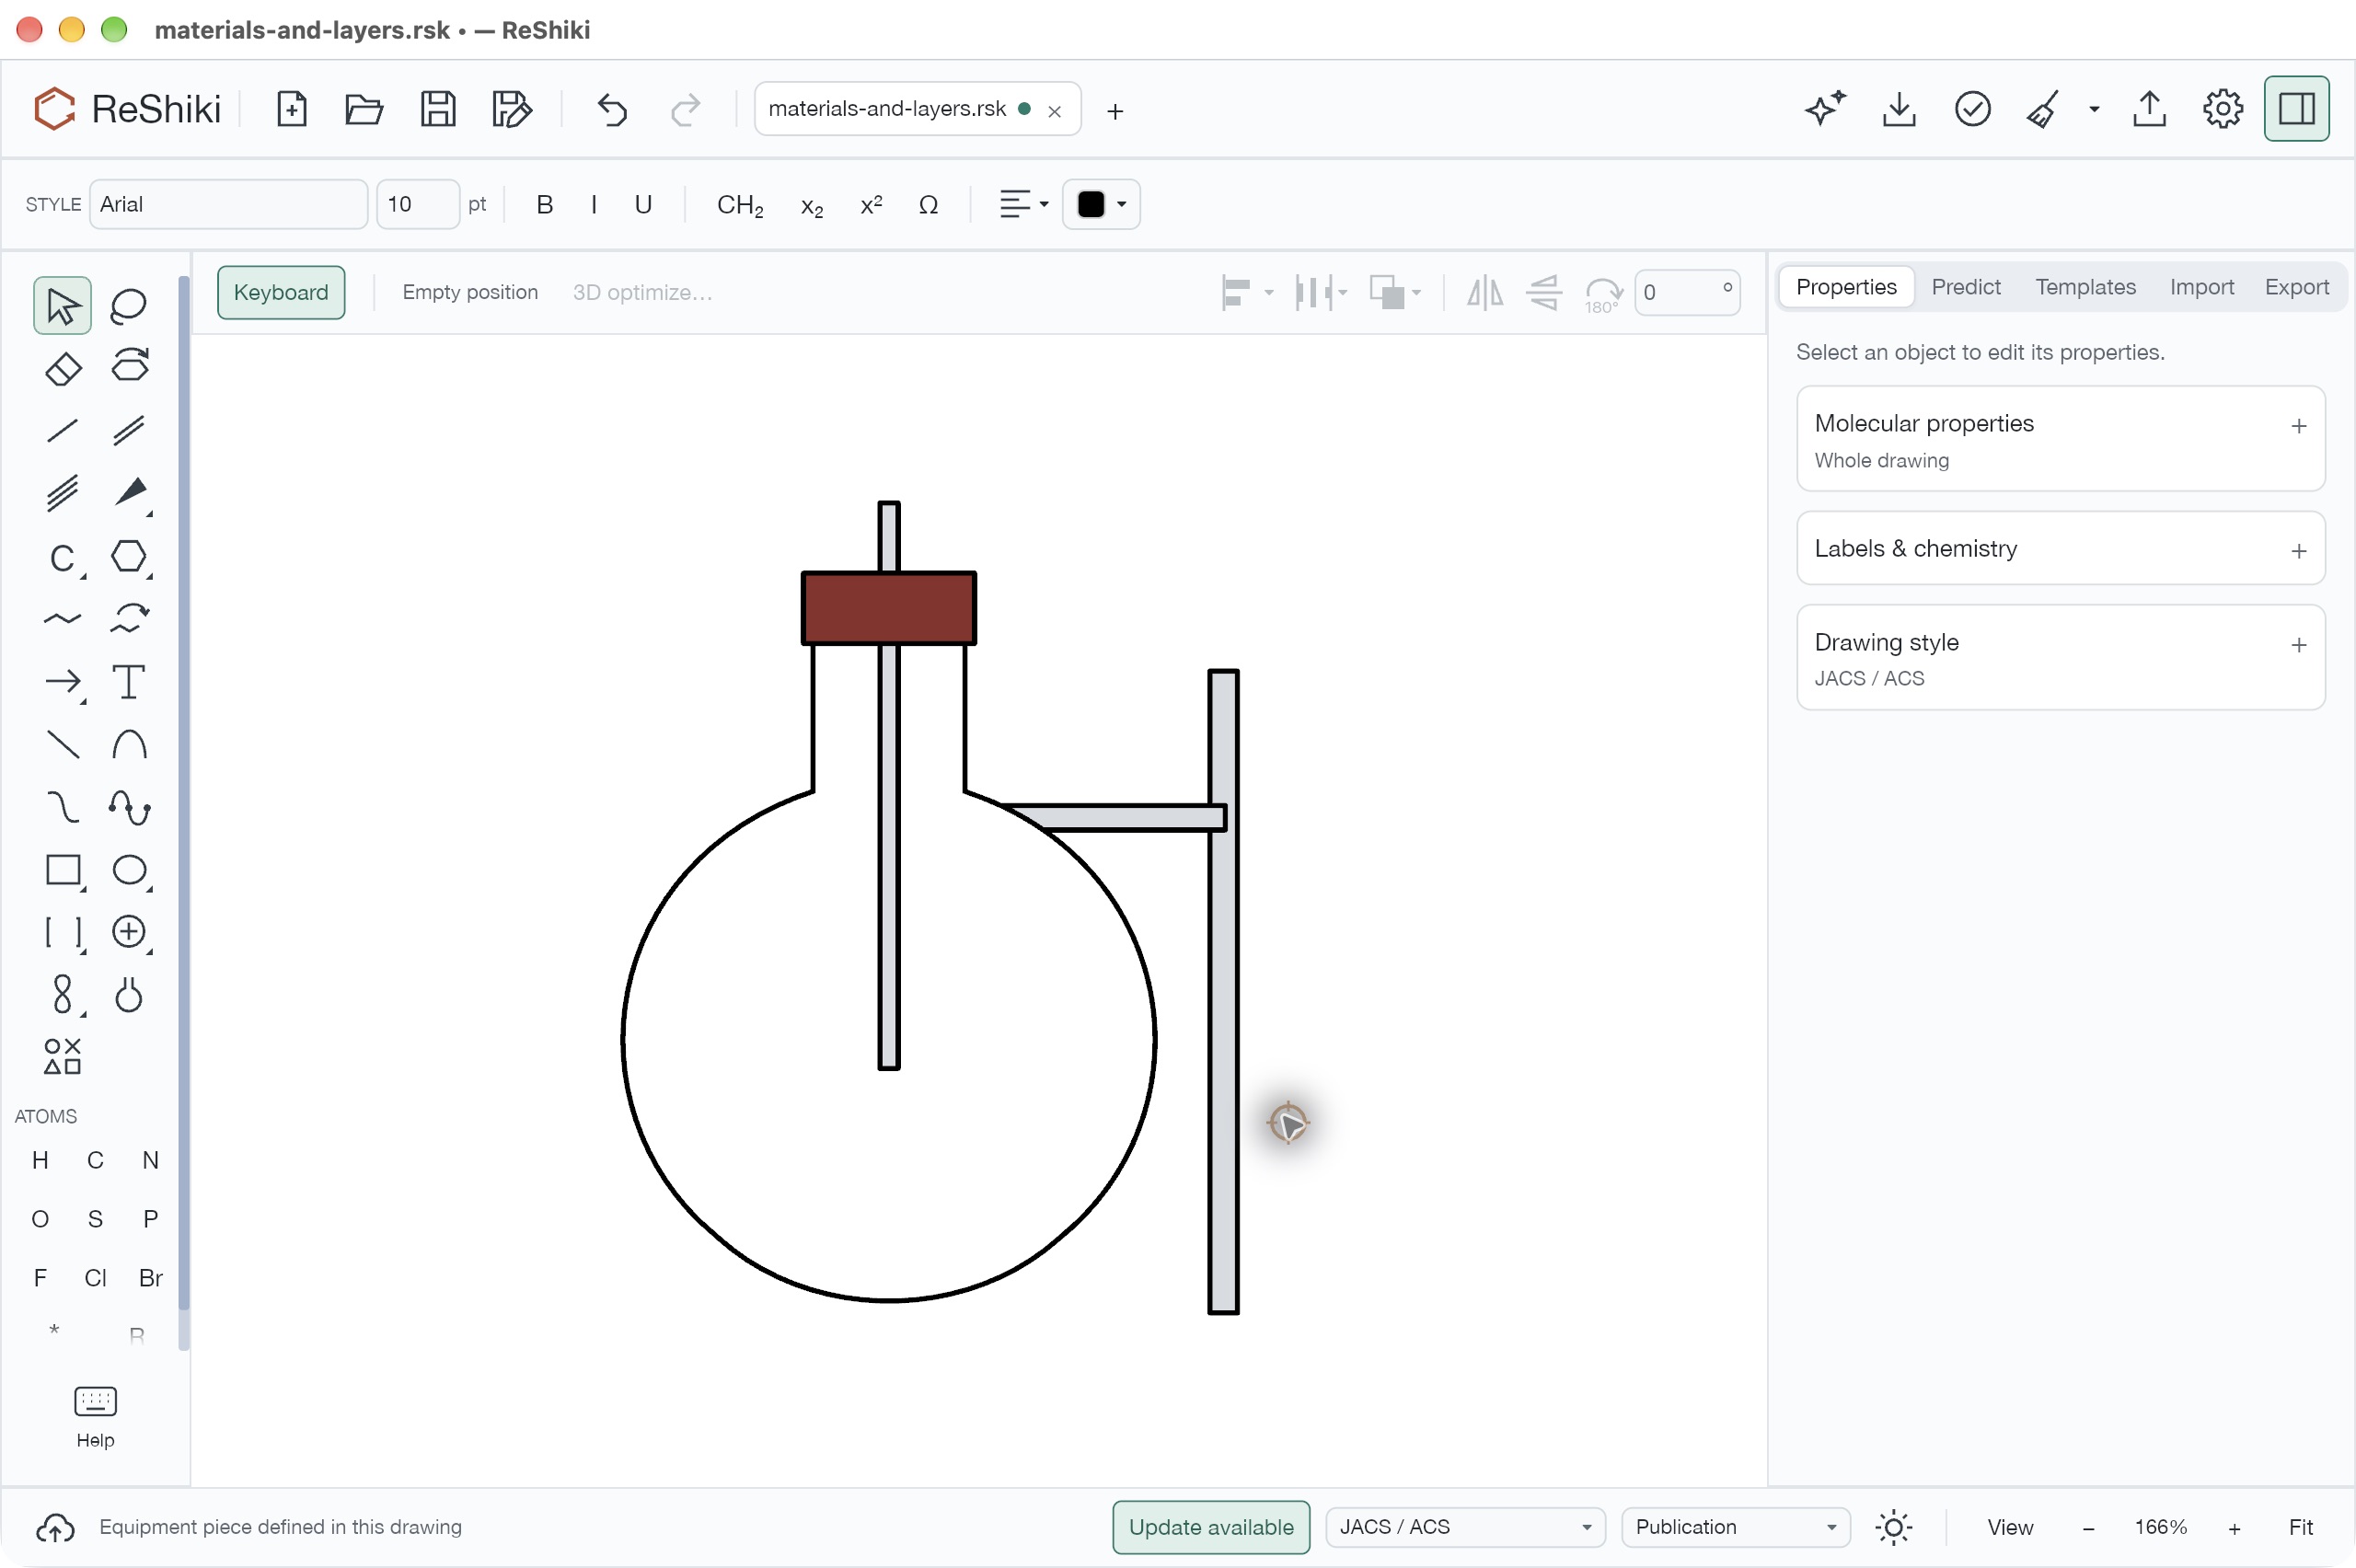 materials-and-layers.rsk • — ReShiki
ReShiki
materials-and-layers.rsk
STYLE Arial 10 pt B I U CH₂ x₂ x² Ω
Keyboard Empty position 3D optimize... 180° 0 °
Properties Predict Templates Import Export
Select an object to edit its properties.
Molecular properties
Whole drawing
Labels & chemistry
Drawing style
JACS / ACS
C
T
ATOMS
H C N
O S P
F Cl Br
* R
Help
Equipment piece defined in this drawing Update available JACS / ACS Publication View − 166% + Fit